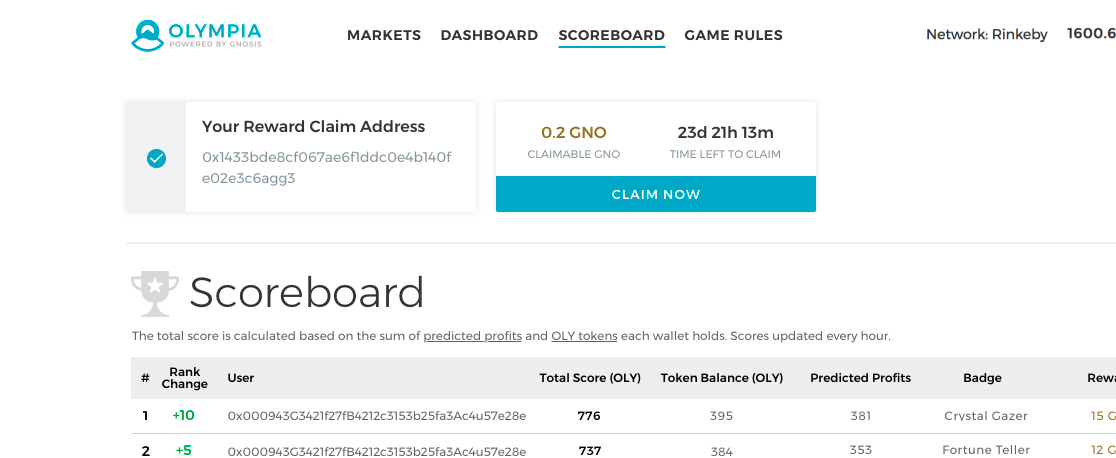 OLYMPIA
POWERED BY GNOSIS
MARKETS DASHBOARD SCOREBOARD GAME RULES
Network: Rinkeby 1600.6
Your Reward Claim Address
0x1433bde8cf067ae6f1ddc0e4b140f
e02e3c6agg3
0.2 GNO 23d 21h 13m
CLAIMABLE GNO TIME LEFT TO CLAIM
CLAIM NOW
Scoreboard
The total score is calculated based on the sum of predicted profits and OLY tokens each wallet holds. Scores updated every hour.
# Rank Change User Total Score (OLY) Token Balance (OLY) Predicted Profits Badge Rewa
1 +10 0x000943G3421f27fB4212c3153b25fa3Ac4u57e28e 776 395 381 Crystal Gazer 15 G
2 +5 0x000943G3421f27fB4212c3153b25fa3Ac4u57e28e 737 384 353 Fortune Teller 12 G